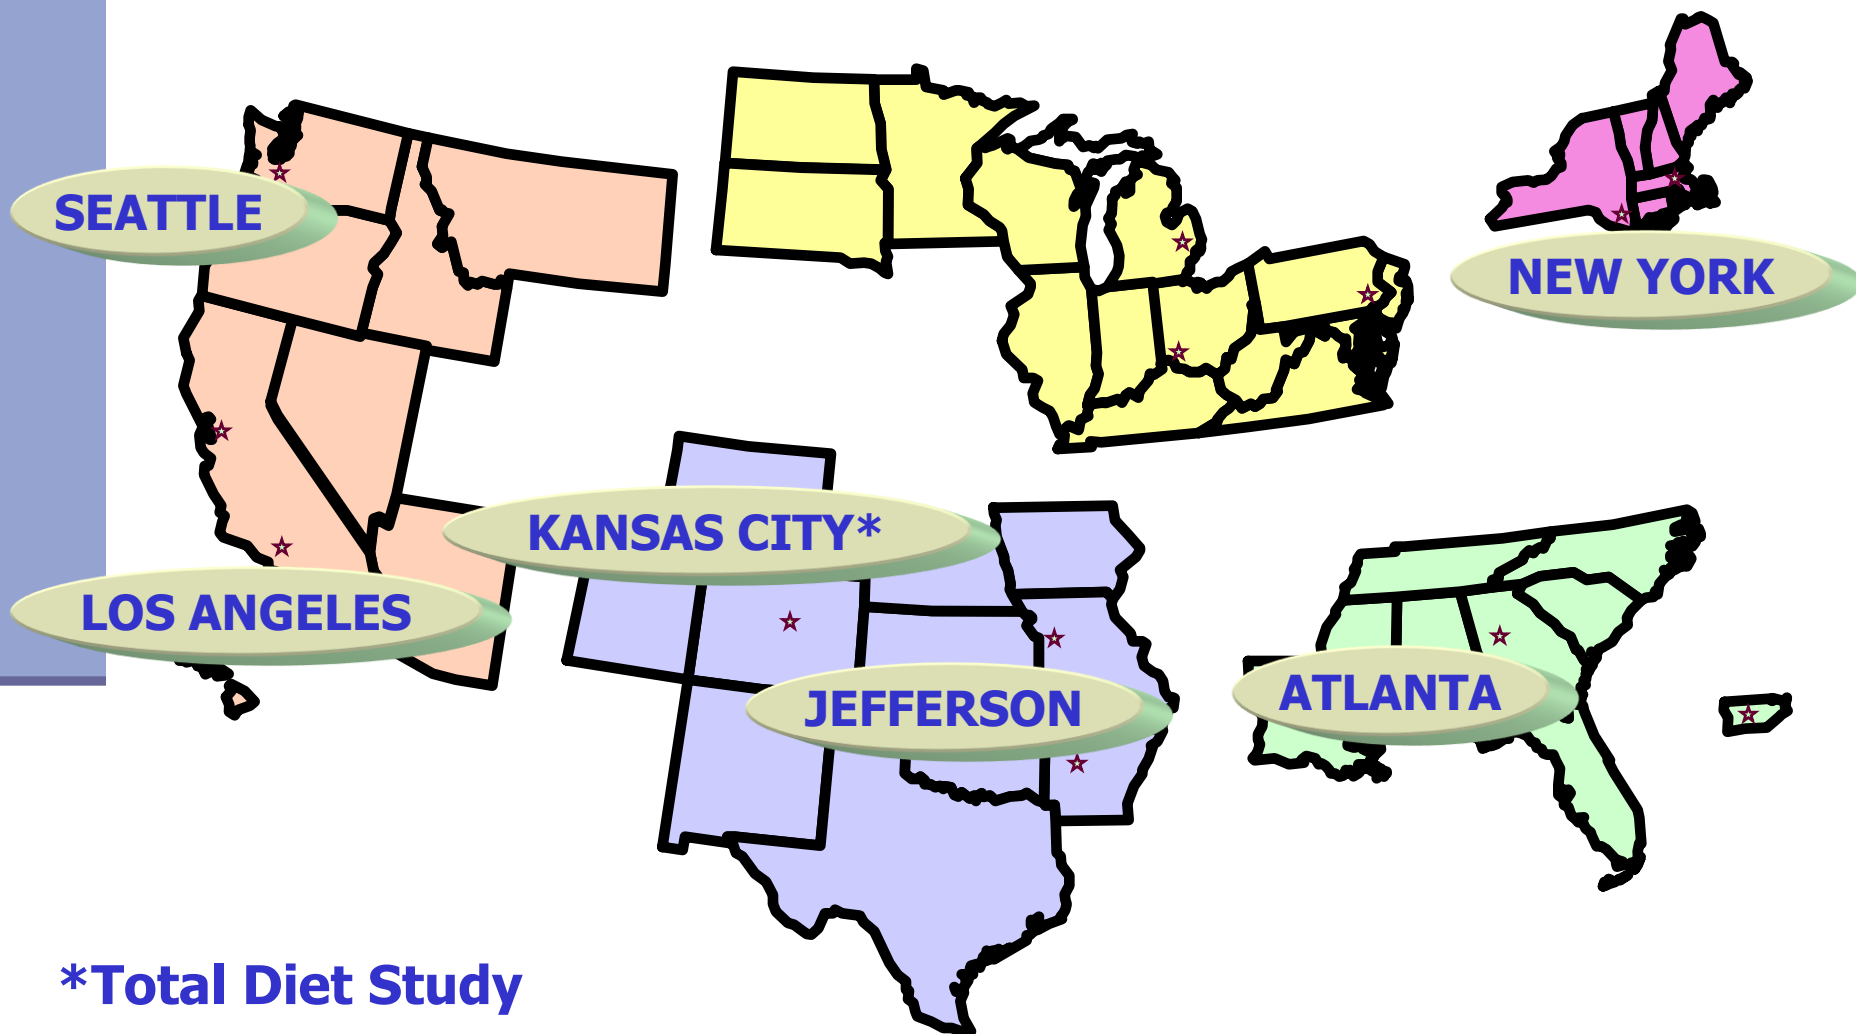 SEATTLE
NEW YORK
KANSAS CITY*
LOS ANGELES
JEFFERSON
ATLANTA
*Total Diet Study